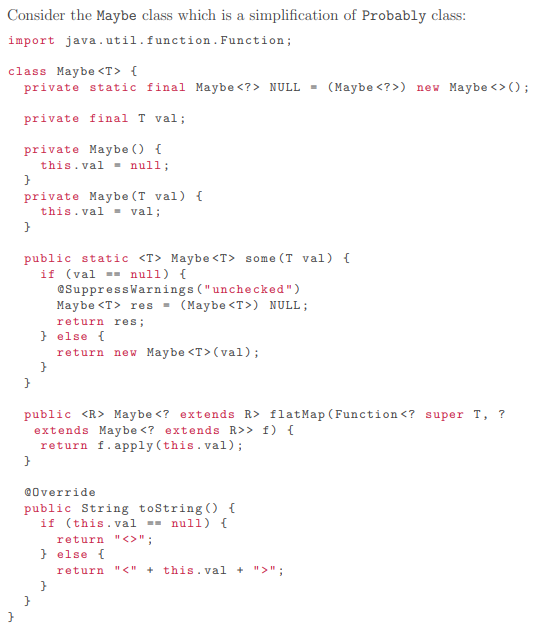 Consider the Maybe class which is a simplification of Probably class:
import java.util.function.Function;
class Maybe<T> {
  private static final Maybe<?> NULL = (Maybe<?>) new Maybe<>();
  private final T val;
  private Maybe() {
    this.val = null;
  }
  private Maybe(T val) {
    this.val = val;
  }
  public static <T> Maybe<T> some(T val) {
    if (val == null) {
      @SuppressWarnings("unchecked")
      Maybe<T> res = (Maybe<T>) NULL;
      return res;
    } else {
      return new Maybe<T>(val);
    }
  }
  public <R> Maybe<? extends R> flatMap(Function<? super T, ?
   extends Maybe<? extends R>> f) {
    return f.apply(this.val);
  }
  @Override
  public String toString() {
    if (this.val == null) {
      return "<>";
    } else {
      return "<" + this.val + ">";
    }
  }
}